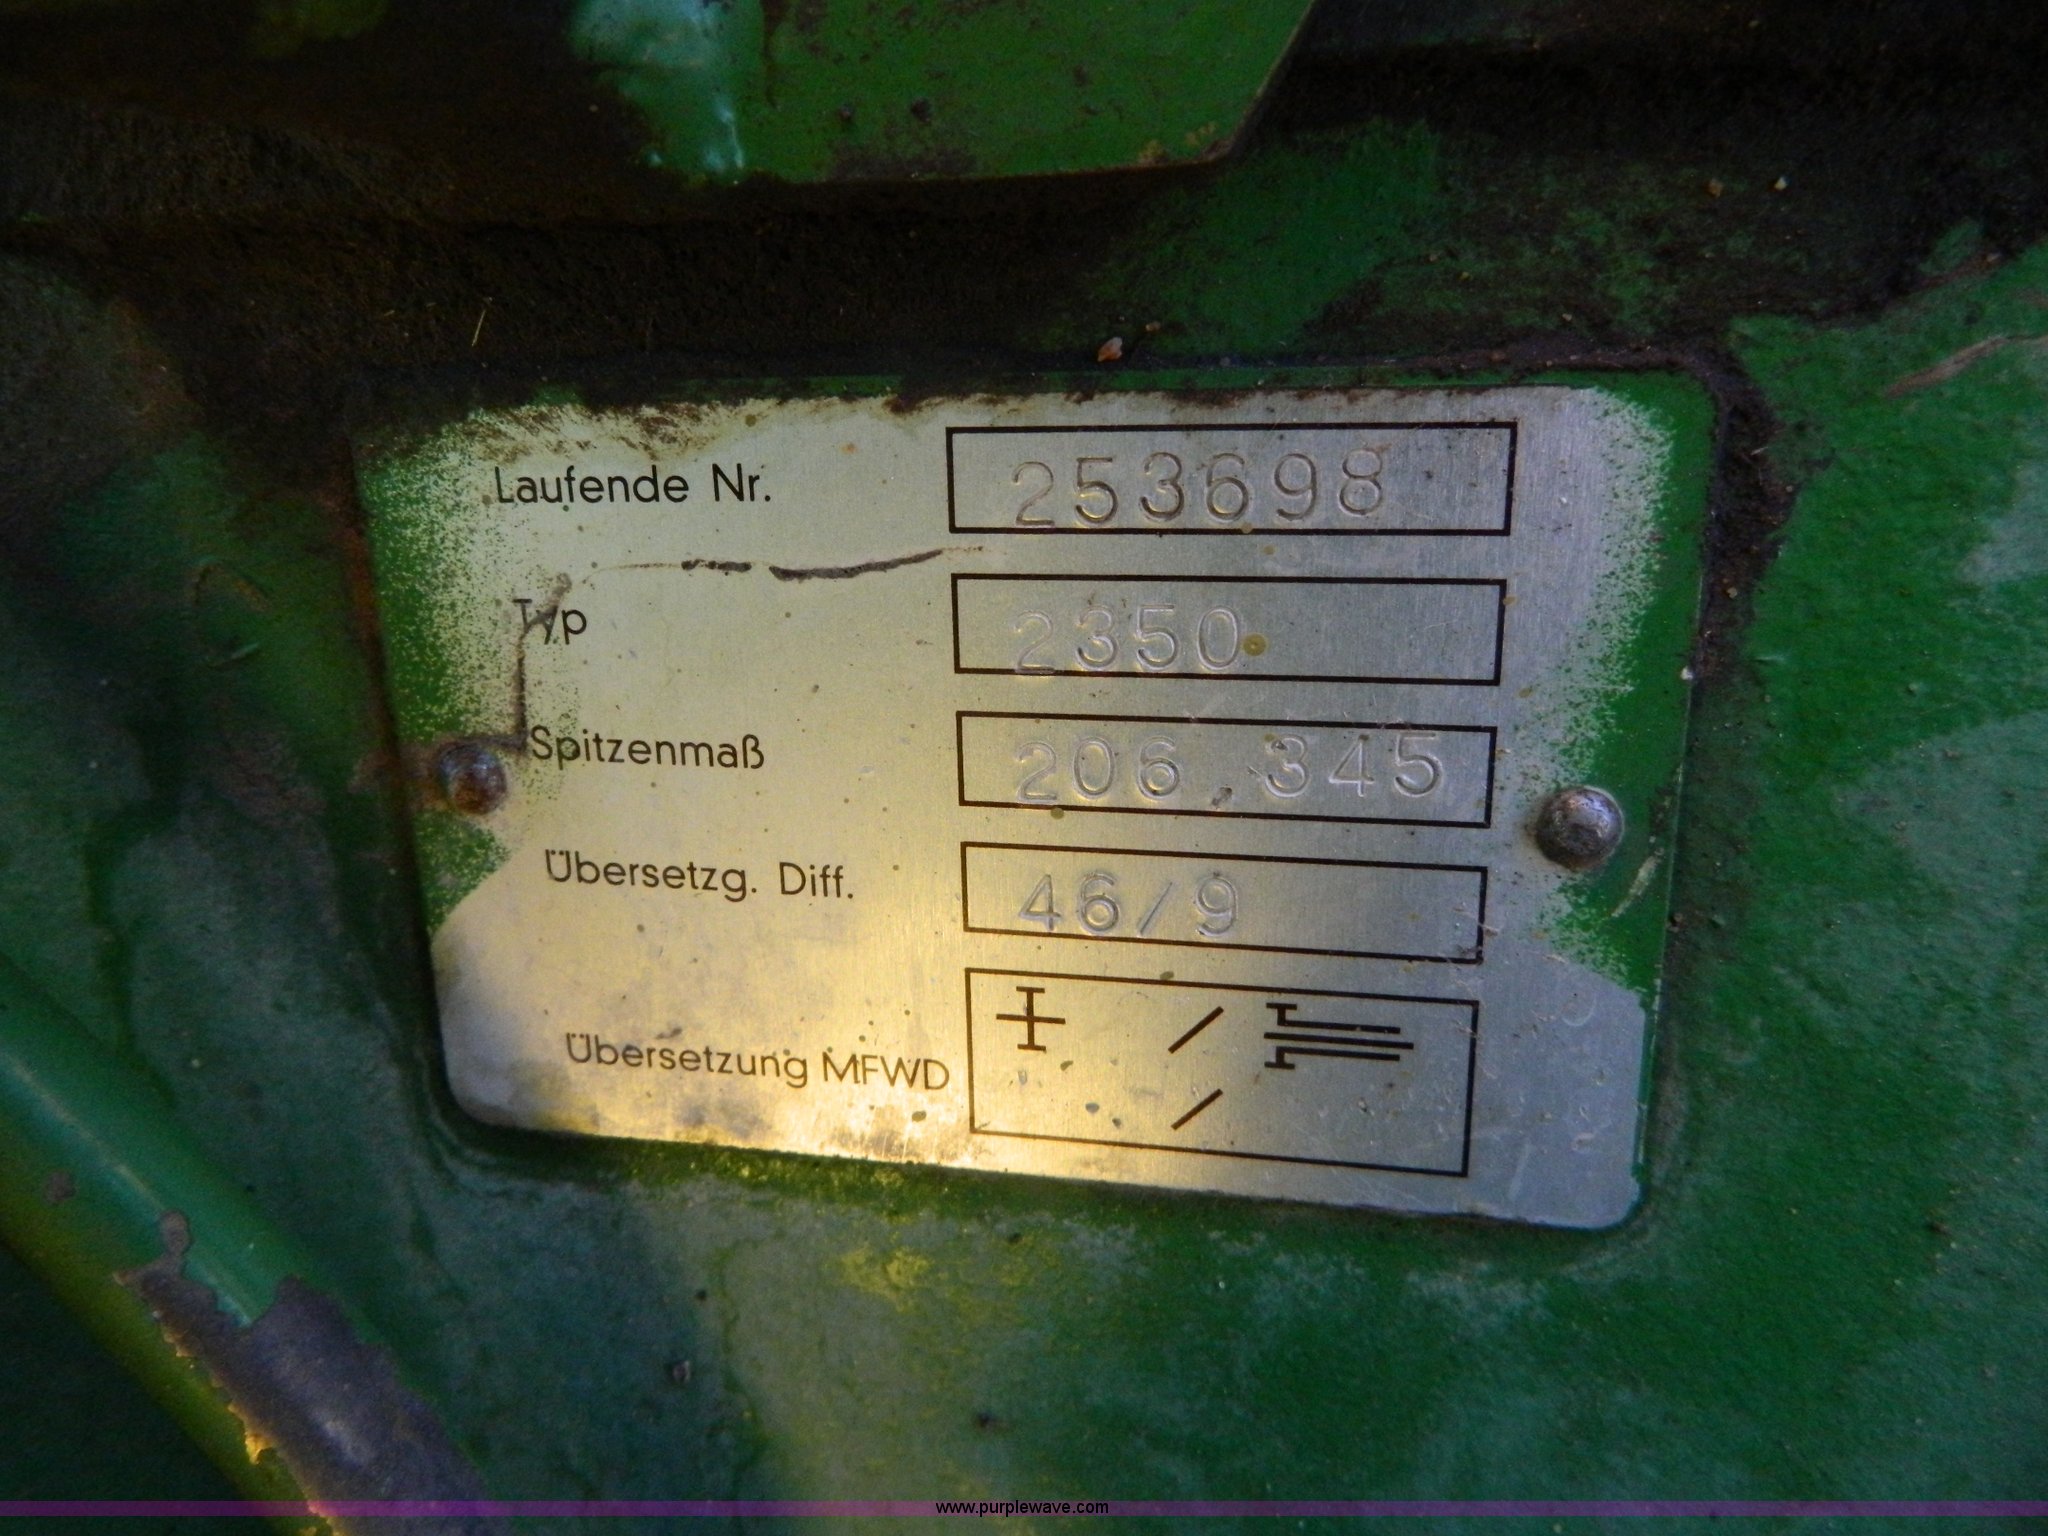 Laufende Nr. 253698
Typ 2350
Spitzenmaß 206,345
Übersetzg. Diff. 46/9
Übersetzung MFWD / 
/
www.purplewave.com